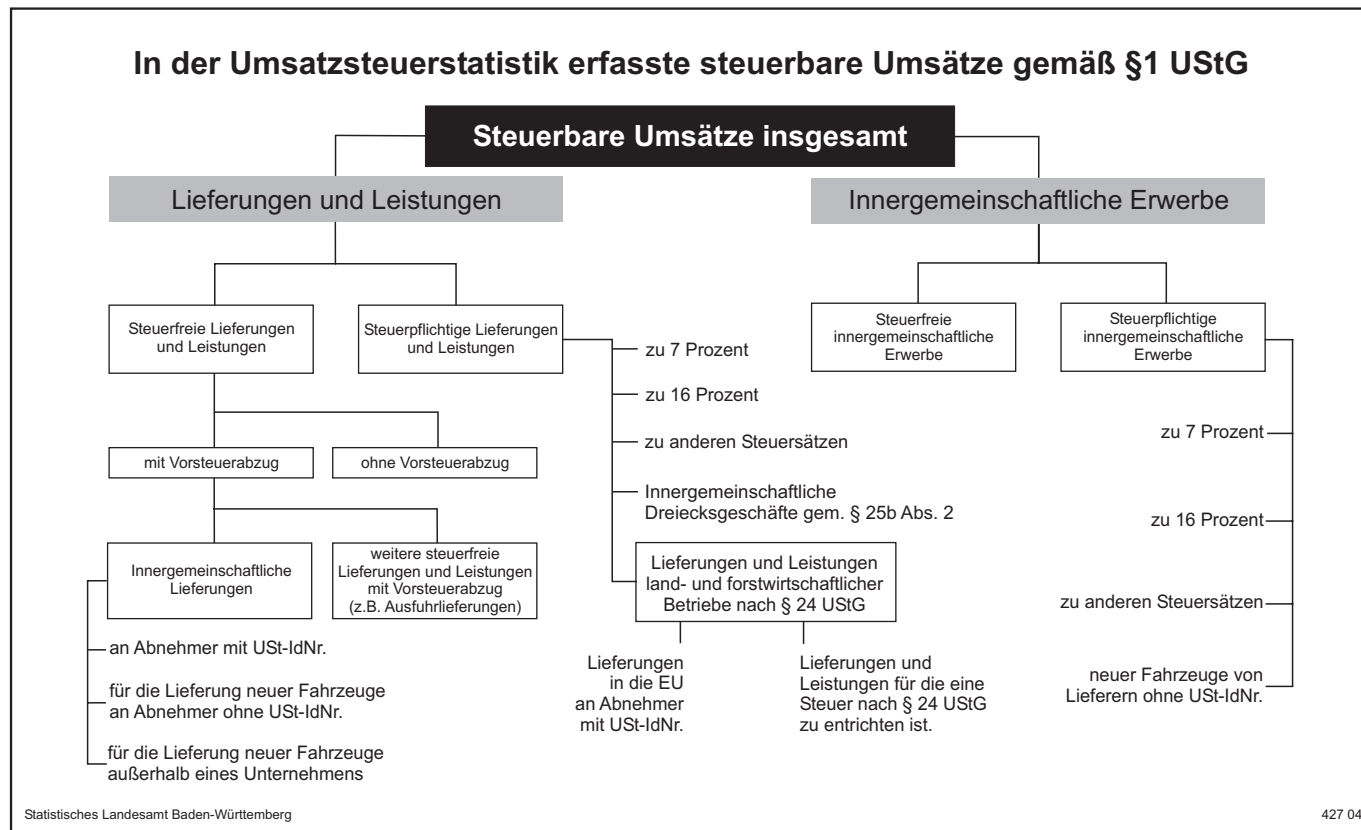 In der Umsatzsteuerstatistik erfasste steuerbare Umsätze gemäß §1 UStG
Steuerbare Umsätze insgesamt
Lieferungen und Leistungen
Innergemeinschaftliche Erwerbe
Steuerfreie Lieferungen
und Leistungen
Steuerpflichtige Lieferungen
und Leistungen
Steuerfreie
innergemeinschaftliche
Erwerbe
Steuerpflichtige
innergemeinschaftliche
Erwerbe
zu 7 Prozent
zu 16 Prozent
zu anderen Steuersätzen
Innergemeinschaftliche
Dreiecksgeschäfte gem. § 25b Abs. 2
Lieferungen und Leistungen
land- und forstwirtschaftlicher
Betriebe nach § 24 UStG
Lieferungen
in die EU
an Abnehmer
mit USt-IdNr.
Lieferungen und
Leistungen für die eine
Steuer nach § 24 UStG
zu entrichten ist.
mit Vorsteuerabzug
ohne Vorsteuerabzug
Innergemeinschaftliche
Lieferungen
weitere steuerfreie
Lieferungen und Leistungen
mit Vorsteuerabzug
(z.B. Ausfuhrlieferungen)
an Abnehmer mit USt-IdNr.
für die Lieferung neuer Fahrzeuge
an Abnehmer ohne USt-IdNr.
für die Lieferung neuer Fahrzeuge
außerhalb eines Unternehmens
zu 7 Prozent
zu 16 Prozent
zu anderen Steuersätzen
neuer Fahrzeuge von
Lieferern ohne USt-IdNr.
Statistisches Landesamt Baden-Württemberg
427 04